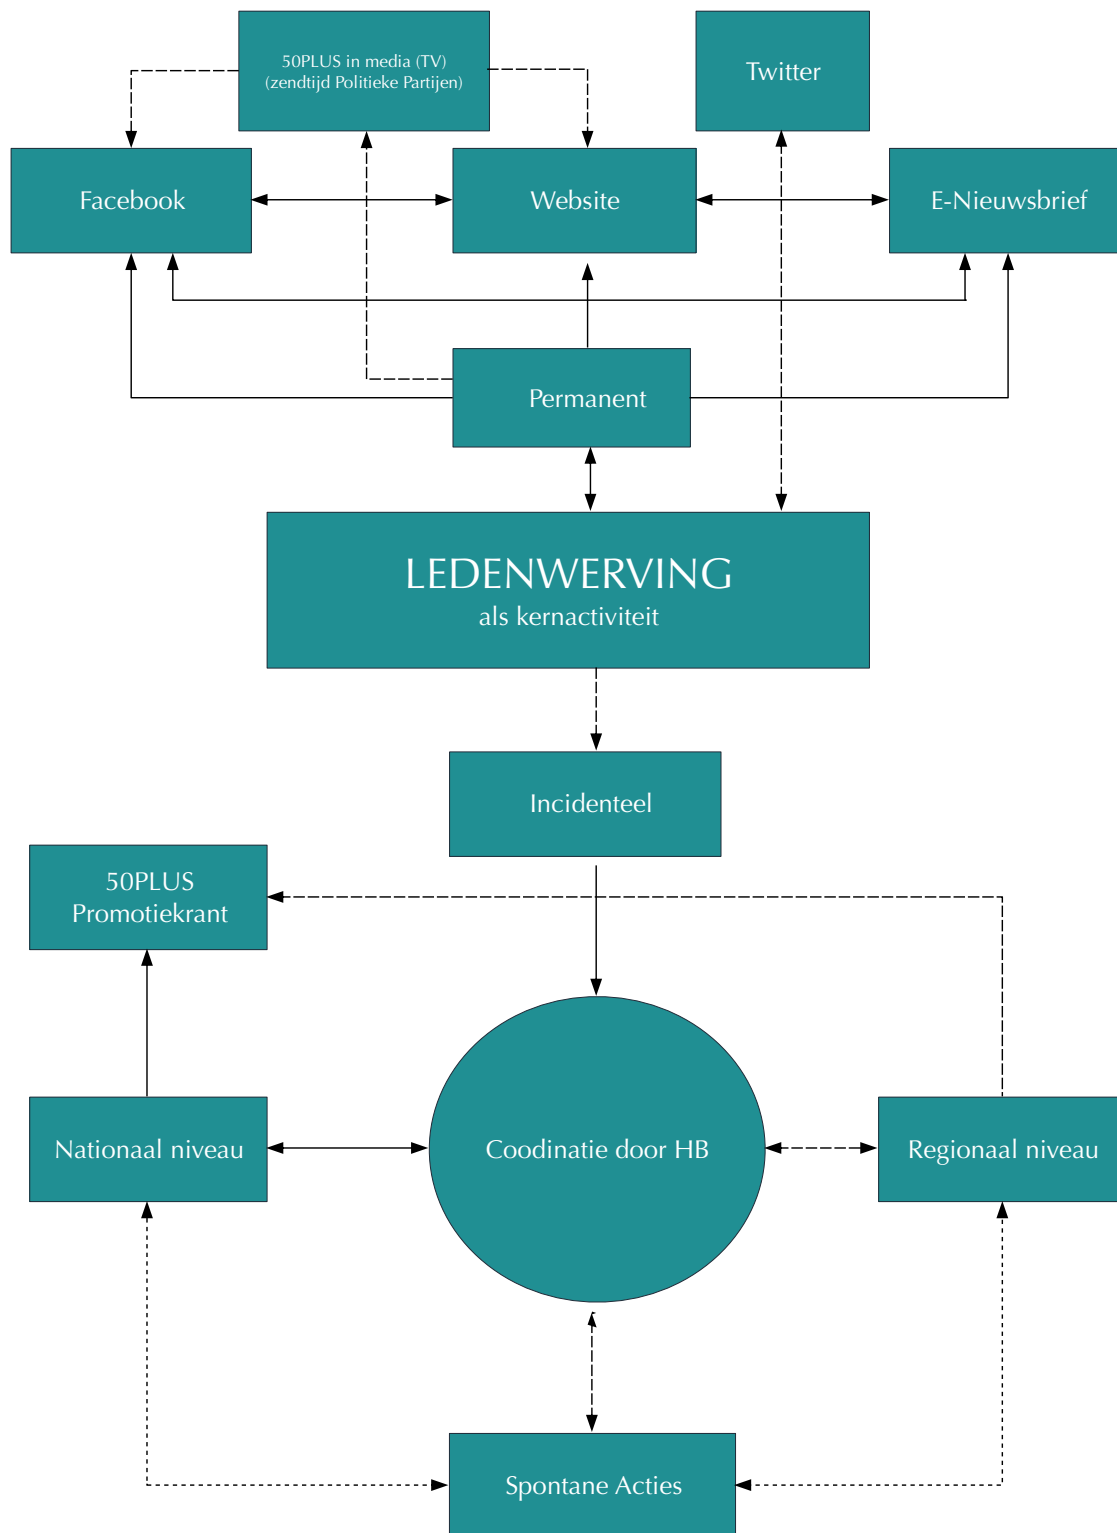 50PLUS in media (TV)
(zendtijd Politieke Partijen)
Twitter
Facebook
Website
E-Nieuwsbrief
Permanent
LEDENWERVING
als kernactiviteit
Incidenteel
50PLUS
Promotiekrant
Nationaal niveau
Coodinatie door HB
Regionaal niveau
Spontane Acties